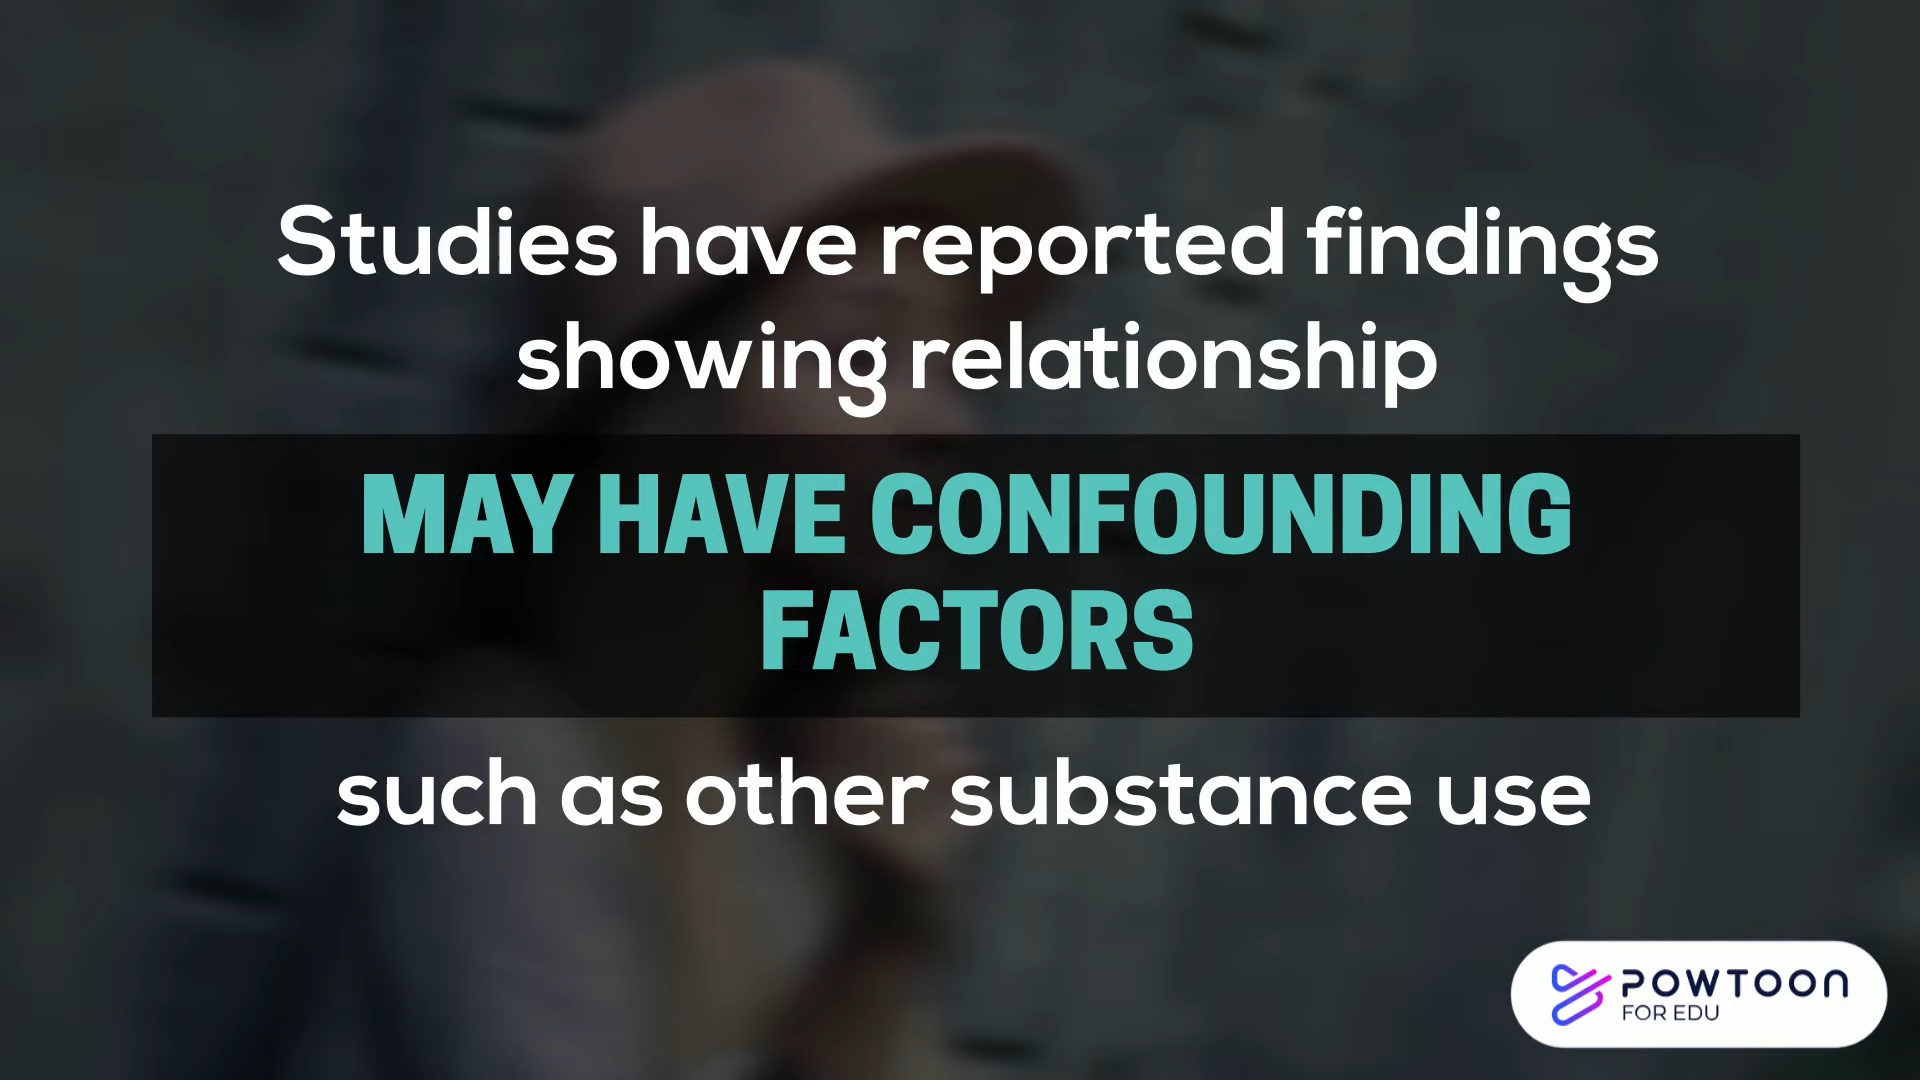 Studies have reported findings
showing relationship
MAY HAVE CONFOUNDING
FACTORS
such as other substance use
POWTOON
FOR EDU